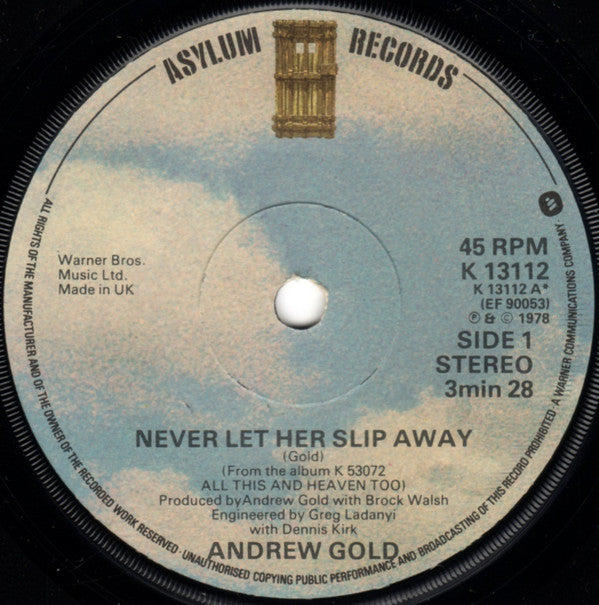 ASYLUM RECORDS
Warner Bros.
Music Ltd.
Made in UK
45 RPM
K 13112
K 13112 A*
(EF 90053)
℗ & © 1978
SIDE 1
STEREO
3min 28
NEVER LET HER SLIP AWAY
(Gold)
(From the album K 53072
ALL THIS AND HEAVEN TOO)
Produced by Andrew Gold with Brock Walsh
Engineered by Greg Ladanyi
with Dennis Kirk
ANDREW GOLD
ALL RIGHTS OF THE MANUFACTURER AND OF THE OWNER OF THE RECORDED WORK RESERVED · UNAUTHORISED COPYING PUBLIC PERFORMANCE AND BROADCASTING OF THIS RECORD PROHIBITED · A WARNER COMMUNICATIONS COMPANY ·